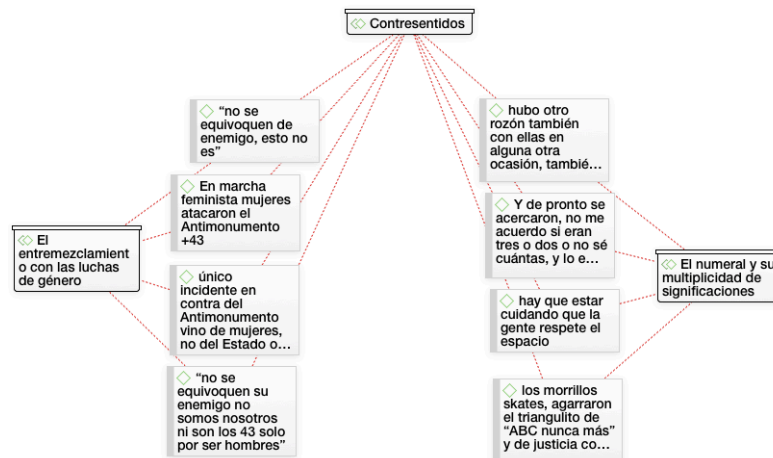 Contresentidos
“no se
equivoquen de
enemigo, esto no
es”
En marcha
feminista mujeres
atacaron el
Antimonumento
+43
El
entremezclamient
o con las luchas
de género
único
incidente en
contra del
Antimonumento
vino de mujeres,
no del Estado o...
“no se
equivoquen su
enemigo no
somos nosotros
ni son los 43 solo
por ser hombres”
hubo otro
rozón también
con ellas en
alguna otra
ocasión, tambié...
Y de pronto se
acercaron, no me
acuerdo si eran
tres o dos o no sé
cuántas, y lo e...
El numeral y su
multiplicidad de
significaciones
hay que estar
cuidando que la
gente respete el
espacio
los morrillos
skates, agarraron
el triangulito de
“ABC nunca más”
y de justicia co...